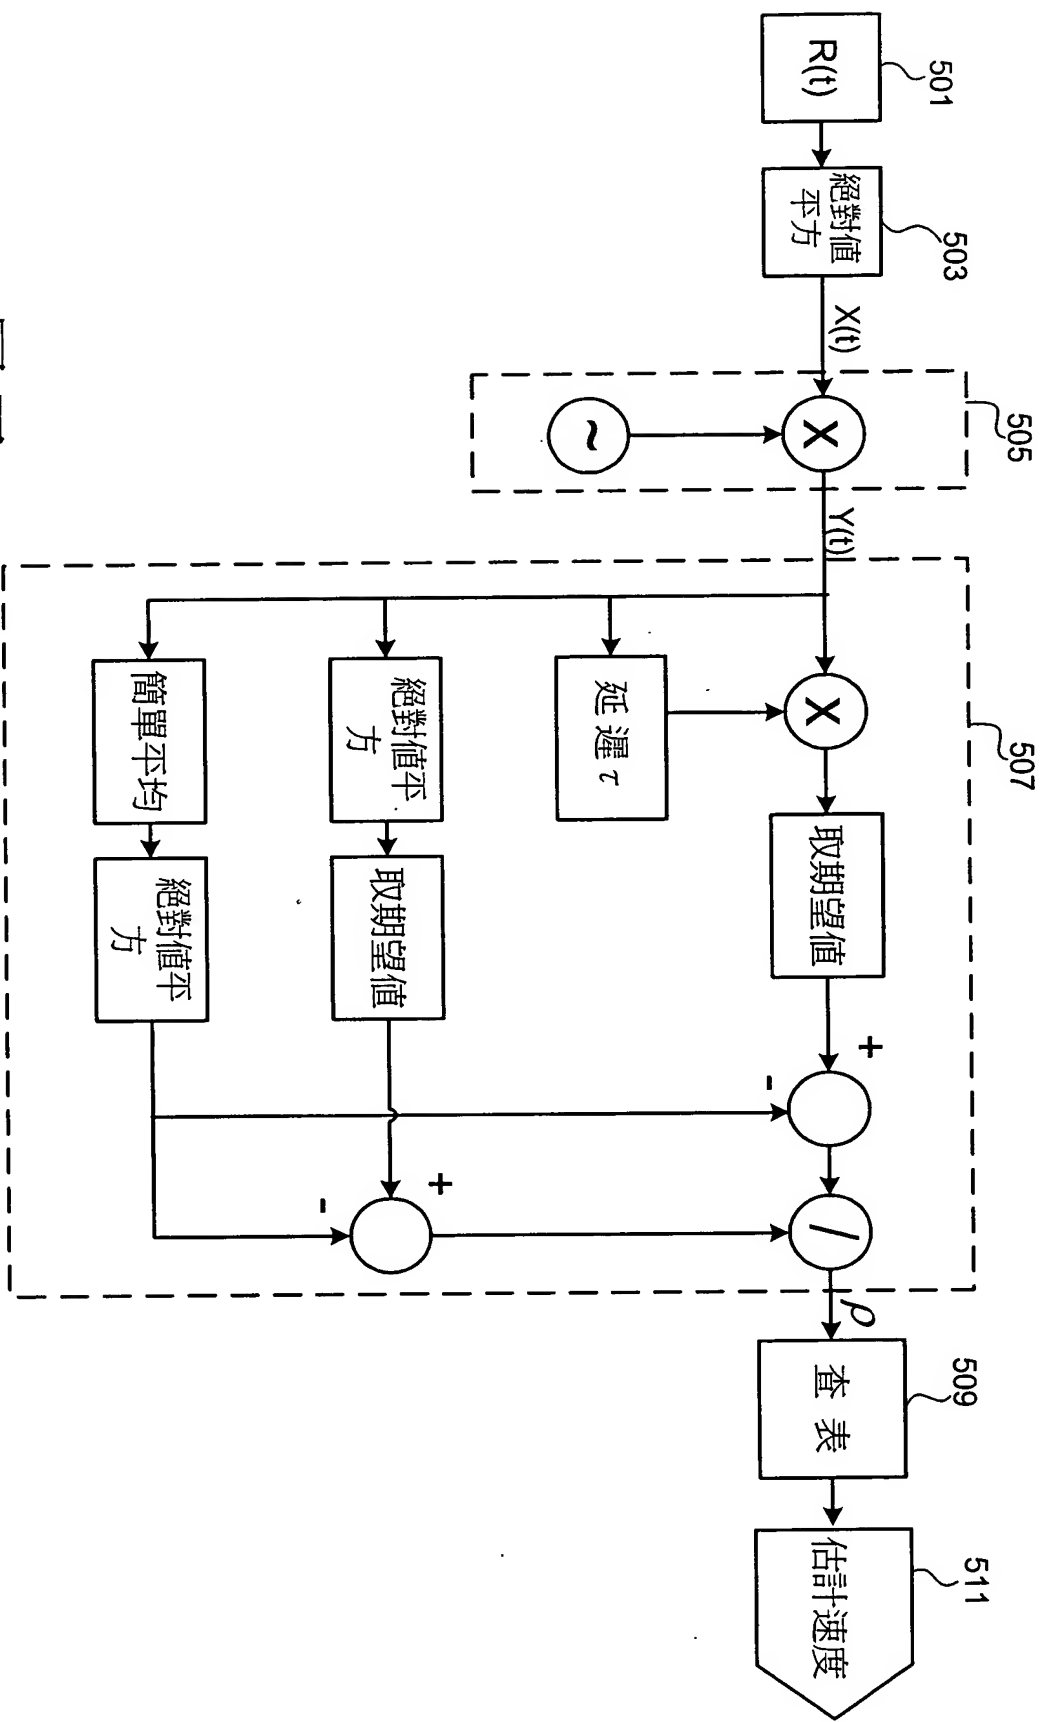 501
R(t)
503
絕對值
平方
X(t)
505
X
~
Y(t)
507
X
取期望值
+
-
/
延遲τ
絕對值平
方
取期望值
+
-
簡單平均
絕對值平
方
ρ
509
查表
511
估計速度